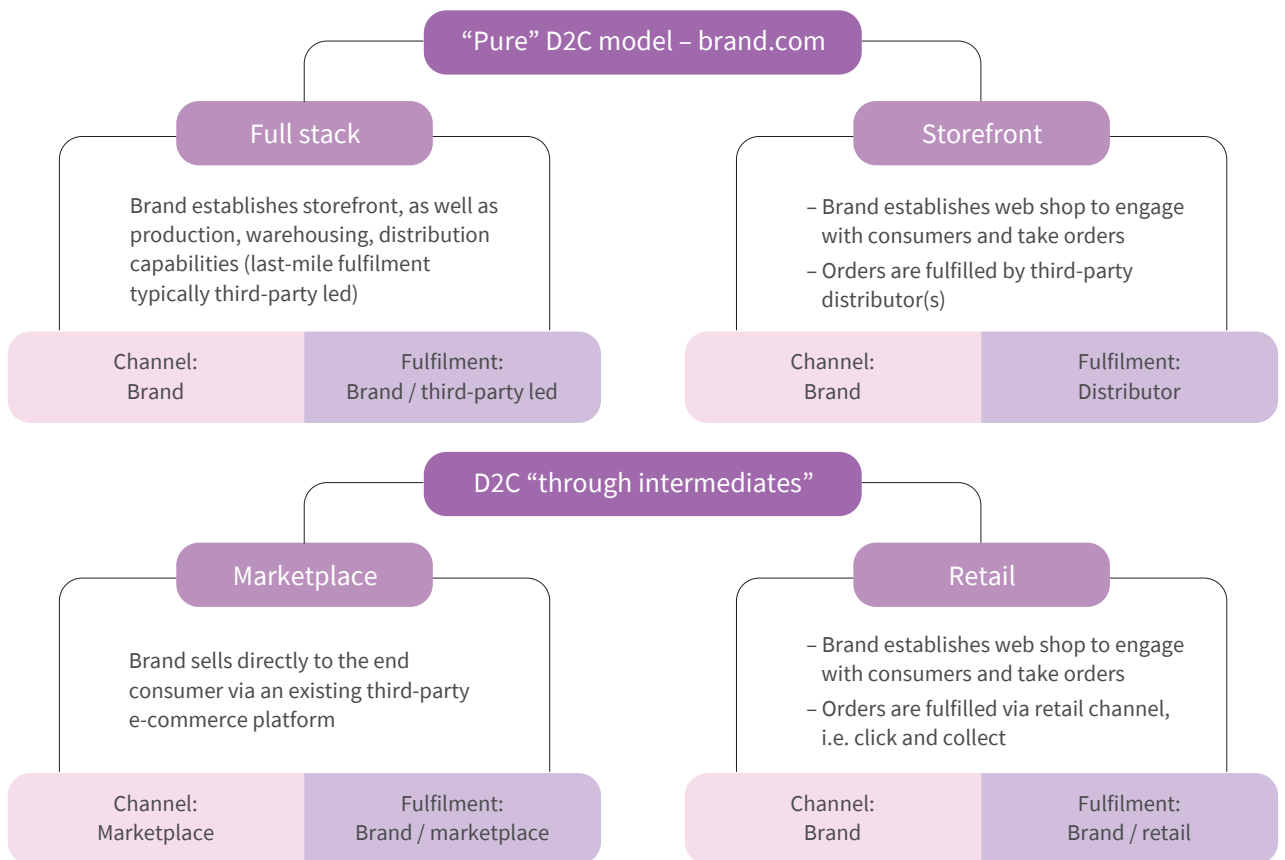 “Pure” D2C model – brand.com
Full stack
Brand establishes storefront, as well as
production, warehousing, distribution
capabilities (last-mile fulfilment
typically third-party led)
Channel:
Brand
Fulfilment:
Brand / third-party led
Storefront
– Brand establishes web shop to engage
with consumers and take orders
– Orders are fulfilled by third-party
distributor(s)
Channel:
Brand
Fulfilment:
Distributor
D2C “through intermediates”
Marketplace
Brand sells directly to the end
consumer via an existing third-party
e-commerce platform
Channel:
Marketplace
Fulfilment:
Brand / marketplace
Retail
– Brand establishes web shop to engage
with consumers and take orders
– Orders are fulfilled via retail channel,
i.e. click and collect
Channel:
Brand
Fulfilment:
Brand / retail